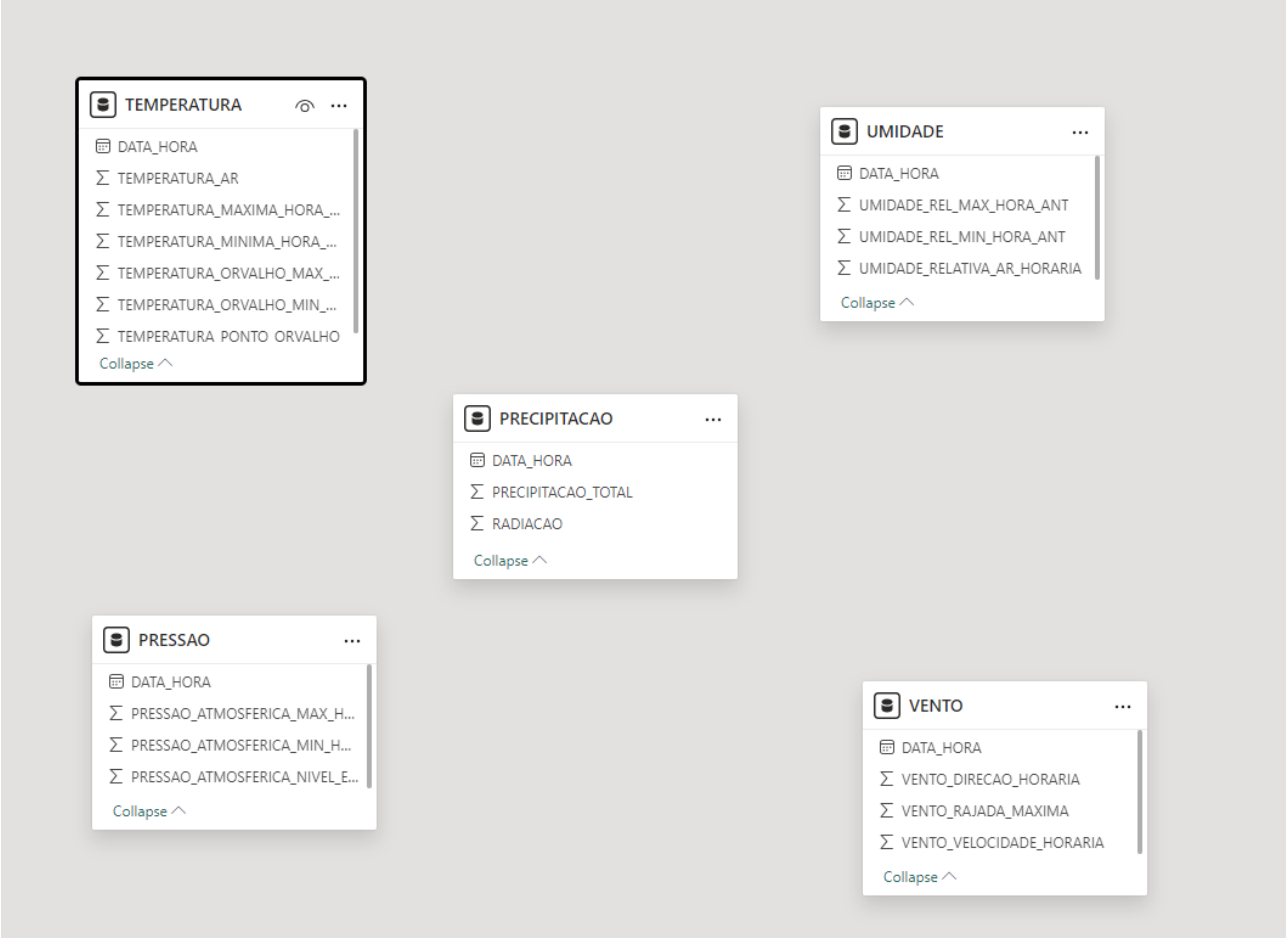 TEMPERATURA
DATA_HORA
TEMPERATURA_AR
TEMPERATURA_MAXIMA_HORA_...
TEMPERATURA_MINIMA_HORA_...
TEMPERATURA_ORVALHO_MAX_...
TEMPERATURA_ORVALHO_MIN_...
TEMPERATURA_PONTO_ORVALHO
Collapse
UMIDADE
DATA_HORA
UMIDADE_REL_MAX_HORA_ANT
UMIDADE_REL_MIN_HORA_ANT
UMIDADE_RELATIVA_AR_HORARIA
Collapse
PRECIPITACAO
DATA_HORA
PRECIPITACAO_TOTAL
RADIACAO
Collapse
PRESSAO
DATA_HORA
PRESSAO_ATMOSFERICA_MAX_H...
PRESSAO_ATMOSFERICA_MIN_H...
PRESSAO_ATMOSFERICA_NIVEL_E...
Collapse
VENTO
DATA_HORA
VENTO_DIRECAO_HORARIA
VENTO_RAJADA_MAXIMA
VENTO_VELOCIDADE_HORARIA
Collapse